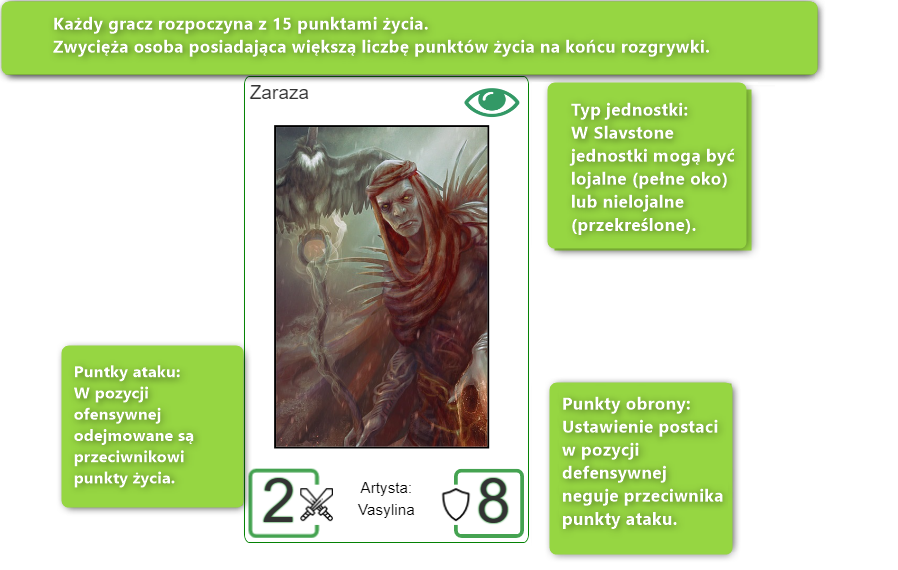 Każdy gracz rozpoczyna z 15 punktami życia.
Zwycięża osoba posiadająca większą liczbę punktów życia na końcu rozgrywki.
Zaraza
Typ jednostki:
W Slavstone
jednostki mogą być
lojalne (pełne oko)
lub nielojalne
(przekreślone).
Puntky ataku:
W pozycji
ofensywnej
odejmowane są
przeciwnikowi
punkty życia.
Punkty obrony:
Ustawienie postaci
w pozycji
defensywnej
neguje przeciwnika
punkty ataku.
2
Artysta:
Vasylina
8